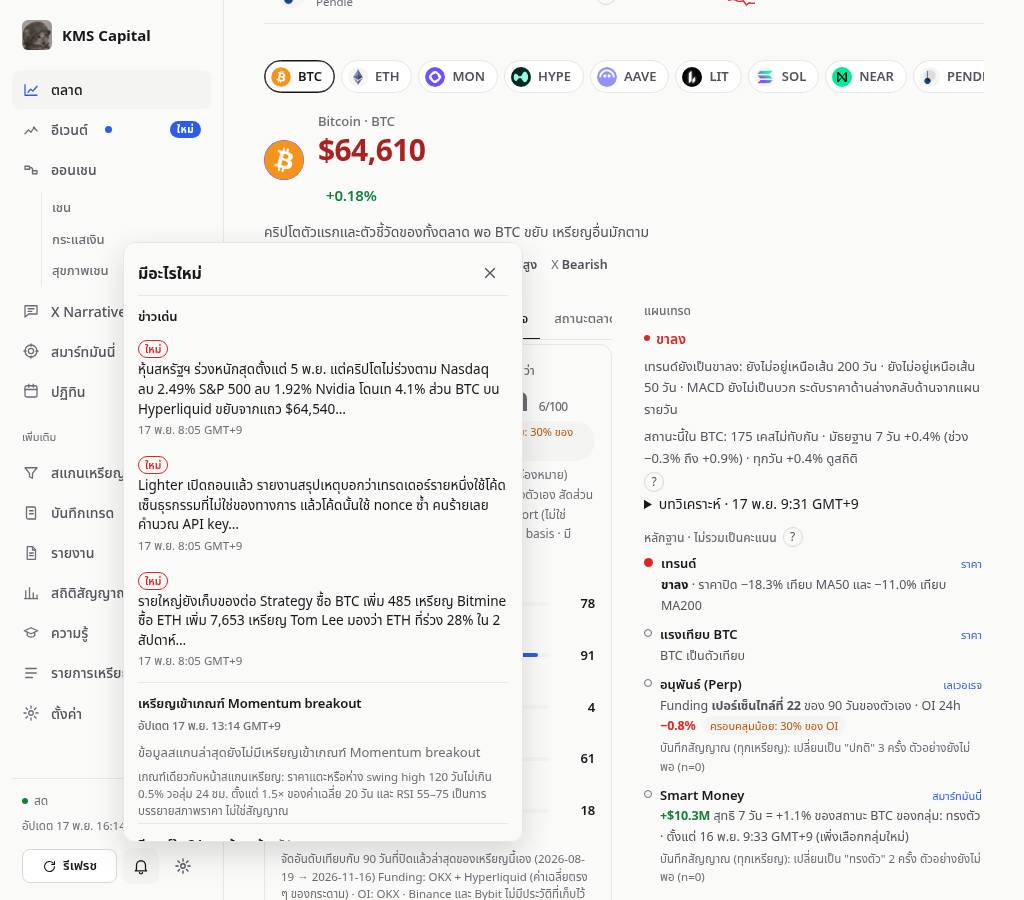 KMS Capital
ตลาด
อีเวนต์
ใหม่
ออนเชน
เชน
กระแสเงิน
สุขภาพเชน
X Narrative
สมาร์ทมันนี่
ปฏิทิน
เพิ่มเติม
สแกนเหรียญ
บันทึกเทรด
รายงาน
สถิติสัญญาณ
ความรู้
รายการเหรีย
ตั้งค่า
สด
อัปเดต 17 พ.ย. 16:14
รีเฟรช
Pendle
BTC
ETH
MON
HYPE
AAVE
LIT
SOL
NEAR
PENDI
Bitcoin · BTC
$64,610
+0.18%
คริปโตตัวแรกและตัวชี้วัดของทั้งตลาด พอ BTC ขยับ เหรียญอื่นมักตาม
สูง
X Bearish
สถานะตลาด
ว่า
6/100
ย: 30% ของ
ร่องหมาย)
องตัวเอง สัดส่วน
ort (ไม่ใช่
basis · มี
78
91
4
61
18
จัดอันดับเทียบกับ 90 วันที่ปิดแล้วล่าสุดของเหรียญนี้เอง (2026-08-
19 → 2026-11-16) Funding: OKX + Hyperliquid (ค่าเฉลี่ยตรง
ๆ ของกระดาน) · OI: OKX · Binance และ Bybit ไม่มีประวัติที่เก็บไว้
มีอะไรใหม่
ข่าวเด่น
ใหม่
หุ้นสหรัฐฯ ร่วงหนักสุดตั้งแต่ 5 พ.ย. แต่คริปโตไม่ร่วงตาม Nasdaq
ลบ 2.49% S&P 500 ลบ 1.92% Nvidia โดนเท 4.1% ส่วน BTC บน
Hyperliquid ขยับจากแถว $64,540...
17 พ.ย. 8:05 GMT+9
ใหม่
Lighter เปิดถอนแล้ว รายงานสรุปเหตุบอกว่าเทรดเดอร์รายหนึ่งใช้โค้ด
เซ็นธุรกรรมที่ไม่ใช่ของทางการ แล้วโค้ดนั้นใช้ nonce ซ้ำ คนร้ายเลย
คำนวณ API key...
17 พ.ย. 8:05 GMT+9
ใหม่
รายใหญ่ยังเก็บของต่อ Strategy ซื้อ BTC เพิ่ม 485 เหรียญ Bitmine
ซื้อ ETH เพิ่ม 7,653 เหรียญ Tom Lee มองว่า ETH ที่ร่วง 28% ใน 2
สัปดาห์...
17 พ.ย. 8:05 GMT+9
เหรียญเข้าเกณฑ์ Momentum breakout
อัปเดต 17 พ.ย. 13:14 GMT+9
ข้อมูลสแกนล่าสุดยังไม่มีเหรียญเข้าเกณฑ์ Momentum breakout
เกณฑ์เดียวกับหน้าสแกนเหรียญ: ราคาแตะหรือห่าง swing high 120 วันไม่เกิน
0.5% วอลุ่ม 24 ชม. ตั้งแต่ 1.5× ของค่าเฉลี่ย 20 วัน และ RSI 55–75 เป็นการ
บรรยายสภาพราคา ไม่ใช่สัญญาณ
แผนเทรด
ขาลง
เทรนด์ยังเป็นขาลง: ยังไม่อยู่เหนือเส้น 200 วัน · ยังไม่อยู่เหนือเส้น
50 วัน · MACD ยังไม่เป็นบวก ระดับราคาด้านล่างกลับด้านจากแผน
รายวัน
สถานะนี้ใน BTC: 175 เคสไม่ทับกัน · มัธยฐาน 7 วัน +0.4% (ช่วง
−0.3% ถึง +0.9%) · ทุกวัน +0.4% ดูสถิติ
?
บทวิเคราะห์ · 17 พ.ย. 9:31 GMT+9
หลักฐาน · ไม่รวมเป็นคะแนน ?
เทรนด์
ราคา
ขาลง · ราคาปิด −18.3% เทียบ MA50 และ −11.0% เทียบ
MA200
แรงเทียบ BTC
ราคา
BTC เป็นตัวเทียบ
อนุพันธ์ (Perp)
เลเวอเรจ
Funding เปอร์เซ็นไทล์ที่ 22 ของ 90 วันของตัวเอง · OI 24h
−0.8% ครอบคลุมน้อย: 30% ของ OI
บันทึกสัญญาณ (ทุกเหรียญ): เปลี่ยนเป็น "ปกติ" 3 ครั้ง ตัวอย่างยังไม่
พอ (n=0)
Smart Money
สมาร์ทมันนี่
+$10.3M สุทธิ 7 วัน = +1.1% ของสถานะ BTC ของกลุ่ม: ทรงตัว
· ตั้งแต่ 16 พ.ย. 9:33 GMT+9 (เพิ่งเลือกกลุ่มใหม่)
บันทึกสัญญาณ (ทุกเหรียญ): เปลี่ยนเป็น "ทรงตัว" 2 ครั้ง ตัวอย่างยังไม่
พอ (n=0)